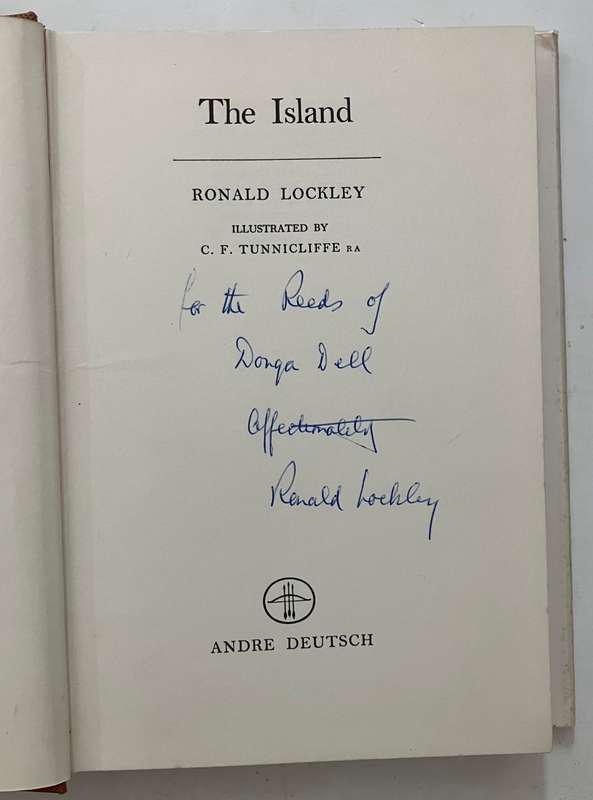 The Island
RONALD LOCKLEY
ILLUSTRATED BY
C. F. TUNNICLIFFE RA
For the Reeds of
Donga Dell
Affectionately
Ronald Lockley
ANDRE DEUTSCH